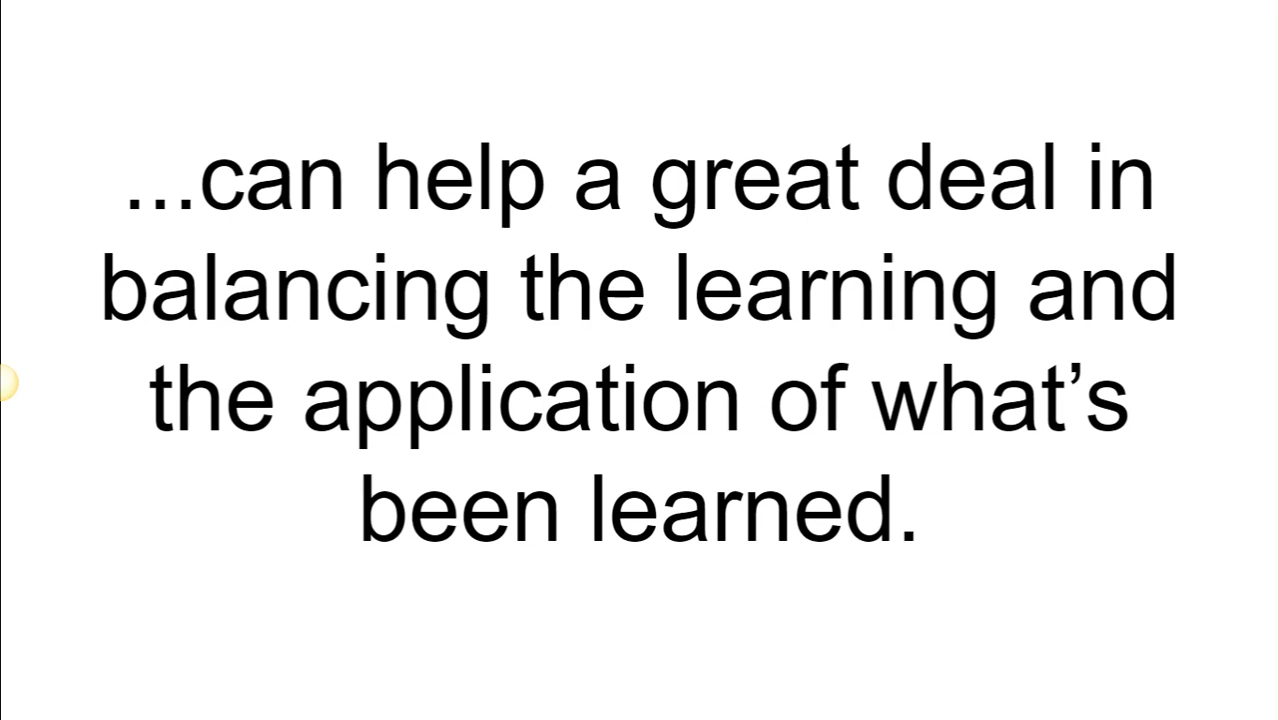 ...can help a great deal in
balancing the learning and
the application of what’s
been learned.